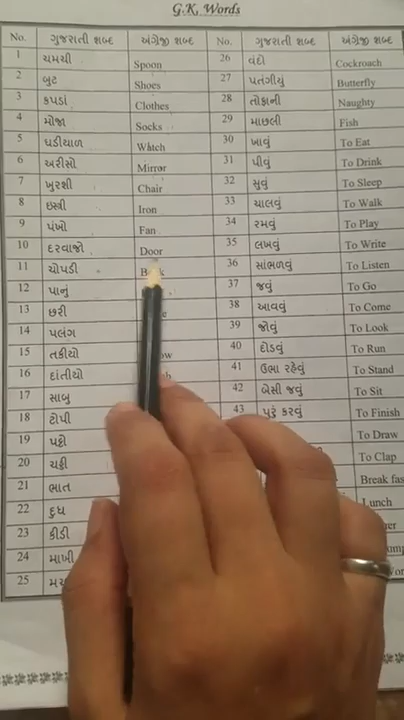 G.K. Words
No. ગુજરાતી શબ્દ અંગ્રેજી શબ્દ No. ગુજરાતી શબ્દ અંગ્રેજી શબ્દ
1 ચમચી Spoon 26 વંદો Cockroach
2 બુટ Shoes 27 પતંગીયુ Butterfly
3 કપડાં Clothes 28 તોફાની Naughty
4 મોજા Socks 29 માછલી Fish
5 ઘડીયાળ Watch 30 ખાવું To Eat
6 અરીસો Mirror 31 પીવું To Drink
7 ખુરશી Chair 32 સુવું To Sleep
8 ઇસ્ત્રી Iron 33 ચાલવું To Walk
9 પંખો Fan 34 રમવું To Play
10 દરવાજો Door 35 લખવું To Write
11 ચોપડી 36 સાંભળવું To Listen
12 પાનું 37 જવું To Go
13 છરી 38 આવવું To Come
14 પલંગ 39 જોવું To Look
15 તકીયો 40 દોડવું To Run
16 દાંતીયો 41 ઉભા રહેવું To Stand
17 સાબુ 42 બેસી જવું To Sit
18 ટોપી 43 પુરૂં કરવું To Finish
19 To Draw
20 ચડ્ડી To Clap
21 ભાત Break
22 દુધ Lunch
23 કીડી
24 માખી
25